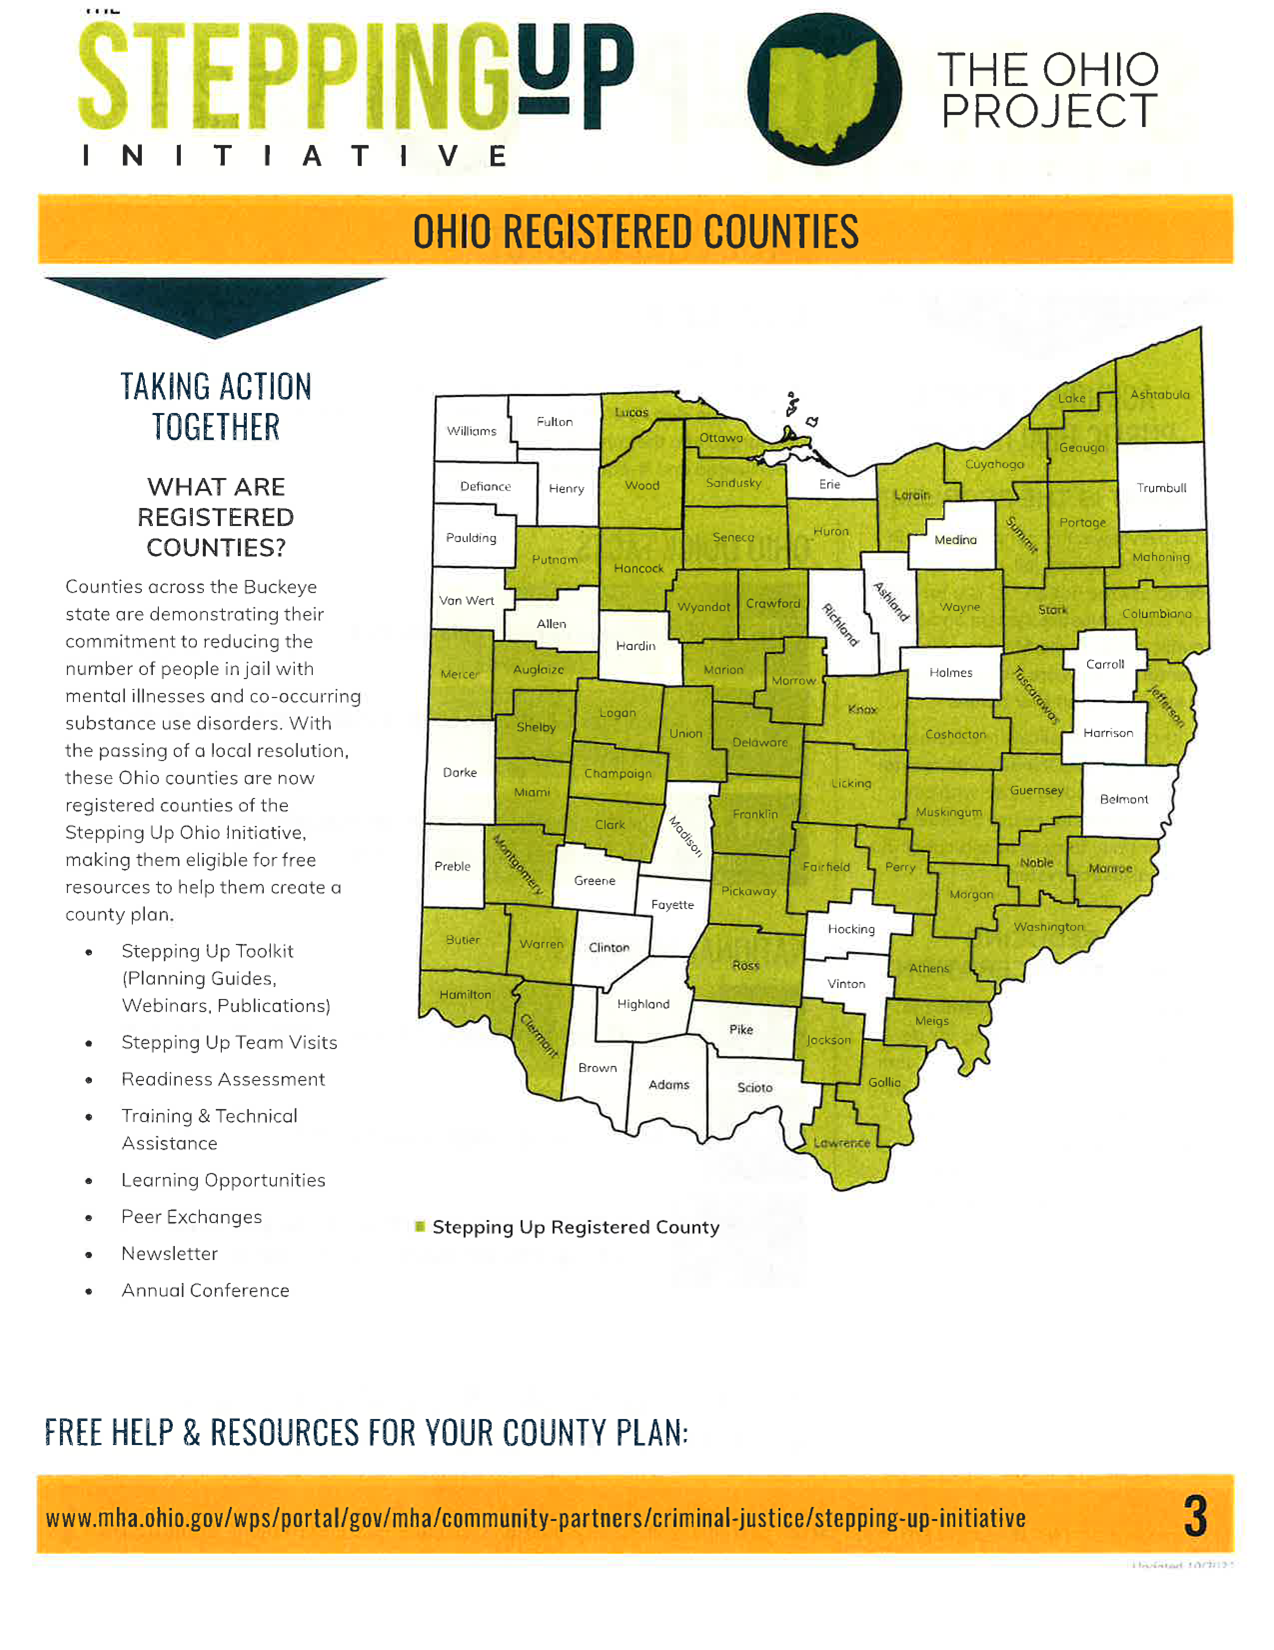 THE
STEPPINGUP
INITIATIVE
THE OHIO
PROJECT
OHIO REGISTERED COUNTIES
TAKING ACTION
TOGETHER
WHAT ARE
REGISTERED
COUNTIES?
Counties across the Buckeye
state are demonstrating their
commitment to reducing the
number of people in jail with
mental illnesses and co-occurring
substance use disorders. With
the passing of a local resolution,
these Ohio counties are now
registered counties of the
Stepping Up Ohio Initiative,
making them eligible for free
resources to help them create a
county plan.
• Stepping Up Toolkit
(Planning Guides,
Webinars, Publications)
• Stepping Up Team Visits
• Readiness Assessment
• Training & Technical
Assistance
• Learning Opportunities
• Peer Exchanges
• Newsletter
• Annual Conference
Williams
Fulton
Lucas
Ottawa
Lake
Ashtabula
Geauga
Cuyahoga
Defiance
Henry
Wood
Sandusky
Erie
Lorain
Trumbull
Paulding
Putnam
Hancock
Seneca
Huron
Medina
Summit
Portage
Mahoning
Van Wert
Allen
Hardin
Wyandot
Crawford
Richland
Ashland
Wayne
Stark
Columbiana
Mercer
Auglaize
Marion
Morrow
Holmes
Tuscarawas
Carroll
Jefferson
Shelby
Logan
Union
Delaware
Knox
Coshocton
Harrison
Darke
Miami
Champaign
Clark
Madison
Franklin
Licking
Muskingum
Guernsey
Belmont
Preble
Montgomery
Greene
Fayette
Pickaway
Fairfield
Perry
Morgan
Noble
Monroe
Butler
Warren
Clinton
Ross
Hocking
Vinton
Athens
Washington
Hamilton
Clermont
Highland
Pike
Jackson
Meigs
Brown
Adams
Scioto
Gallia
Lawrence
Stepping Up Registered County
FREE HELP & RESOURCES FOR YOUR COUNTY PLAN:
www.mha.ohio.gov/wps/portal/gov/mha/community-partners/criminal-justice/stepping-up-initiative
3
Updated